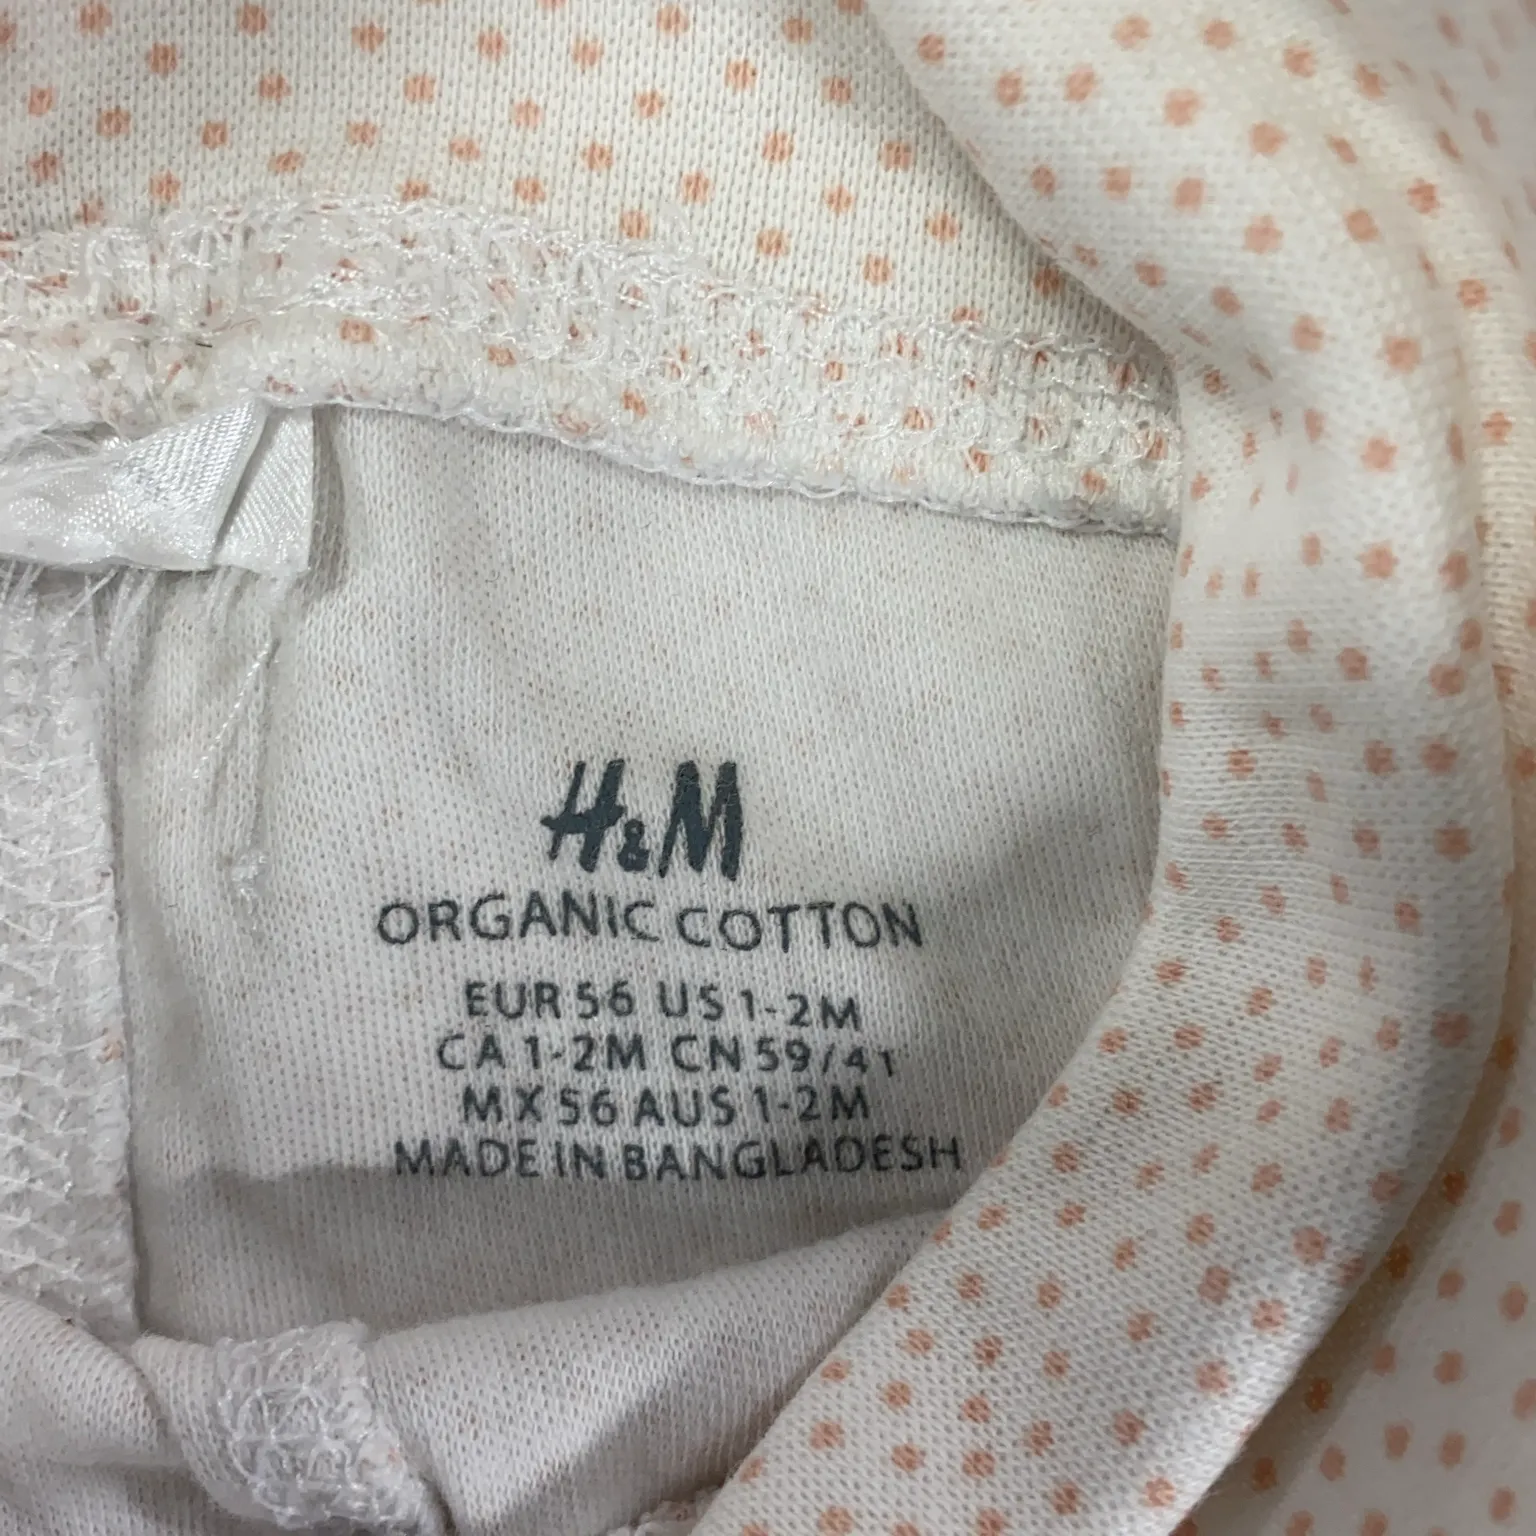 H&M
ORGANIC COTTON
EUR 56 US 1-2M
CA 1-2M CN 59/41
MX 56 AUS 1-2M
MADE IN BANGLADESH